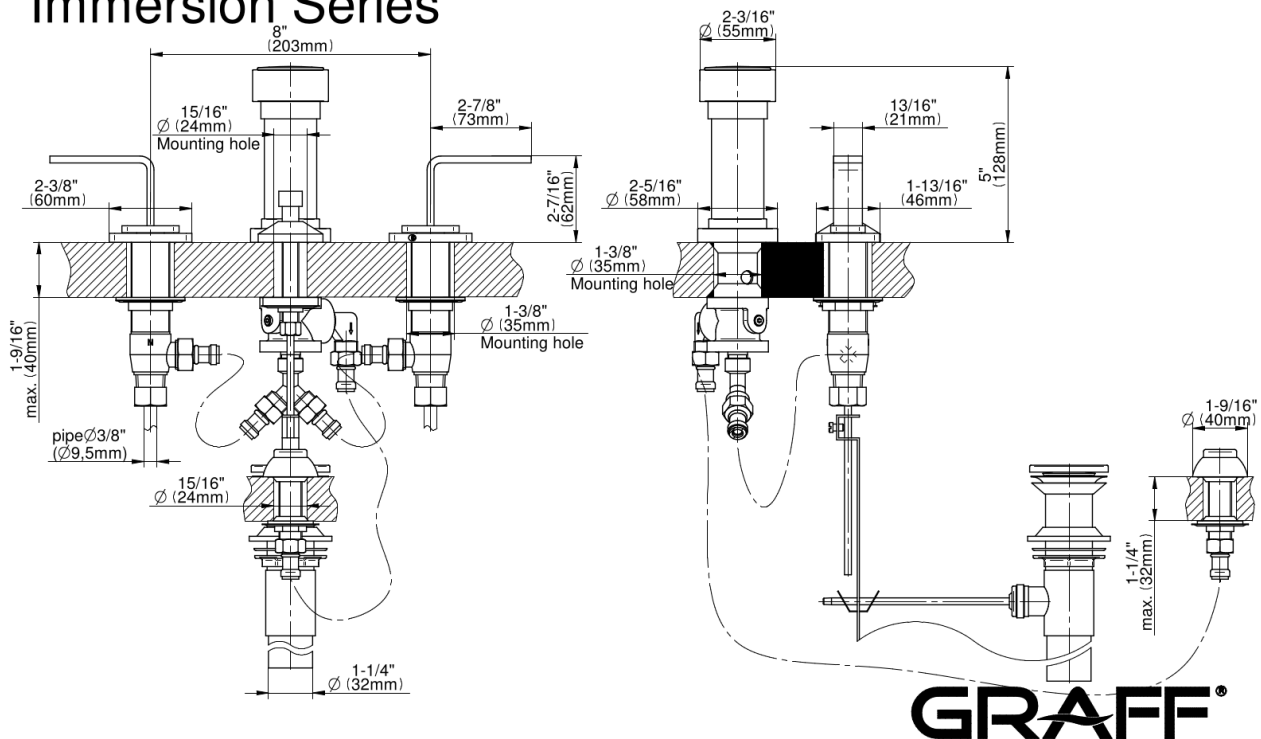 Immersion Series
8"
(203mm)
15/16"
Ø (24mm)
Mounting hole
2-7/8"
(73mm)
2-3/8"
(60mm)
2-7/16"
(62mm)
1-9/16"
max. (40mm)
N
1-3/8"
Ø (35mm)
Mounting hole
pipeØ3/8"
(Ø9,5mm)
15/16"
Ø (24mm)
1-1/4"
Ø (32mm)
2-3/16"
Ø (55mm)
13/16"
(21mm)
5"
(128mm)
2-5/16"
Ø (58mm)
1-13/16"
(46mm)
1-3/8"
Ø (35mm)
Mounting hole
1-9/16"
Ø (40mm)
1-1/4"
max. (32mm)
GRAFF®